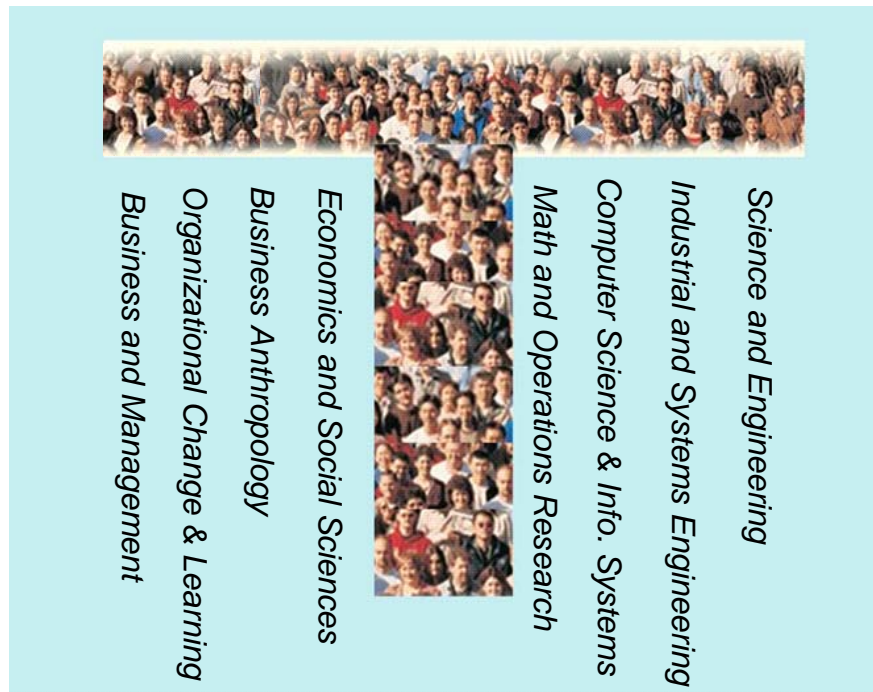 Business and Management
Organizational Change & Learning
Business Anthropology
Economics and Social Sciences
Math and Operations Research
Computer Science & Info. Systems
Industrial and Systems Engineering
Science and Engineering